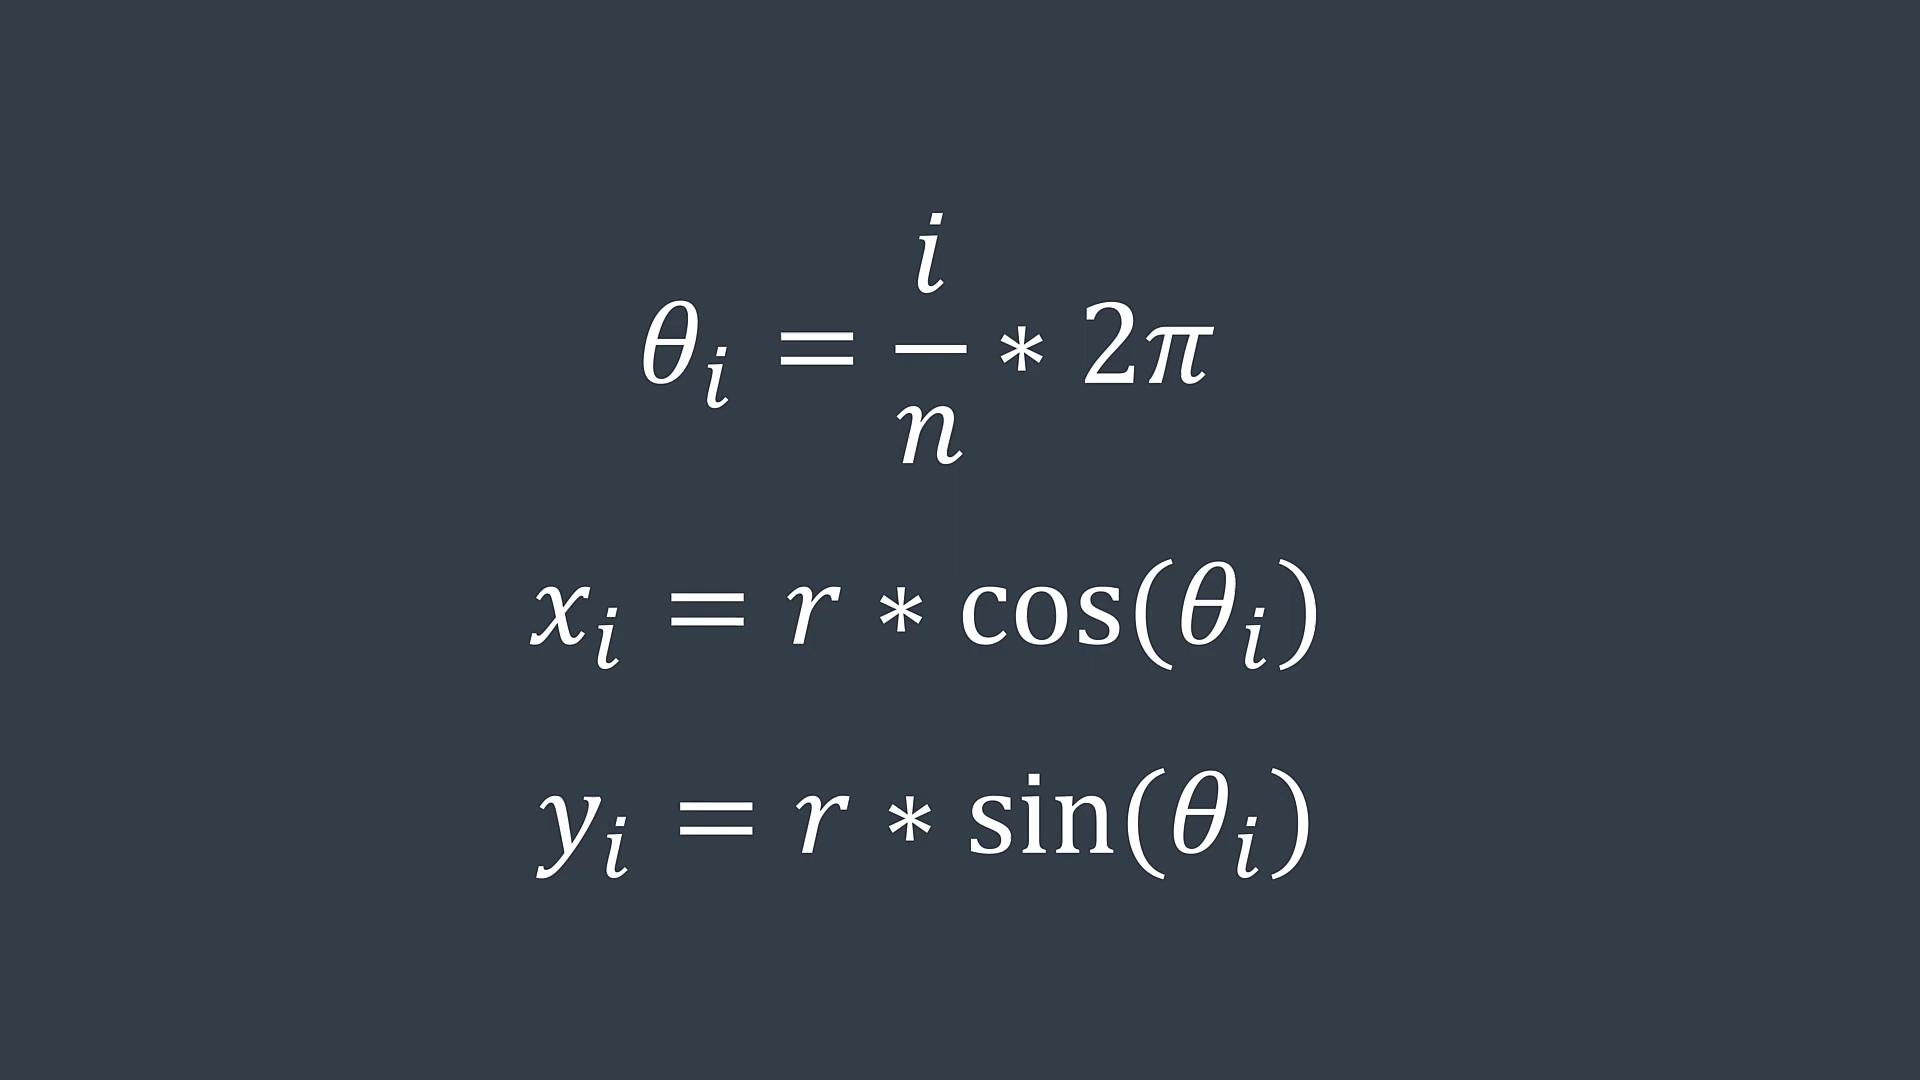 θᵢ = i/n * 2π
xᵢ = r * cos(θᵢ)
yᵢ = r * sin(θᵢ)